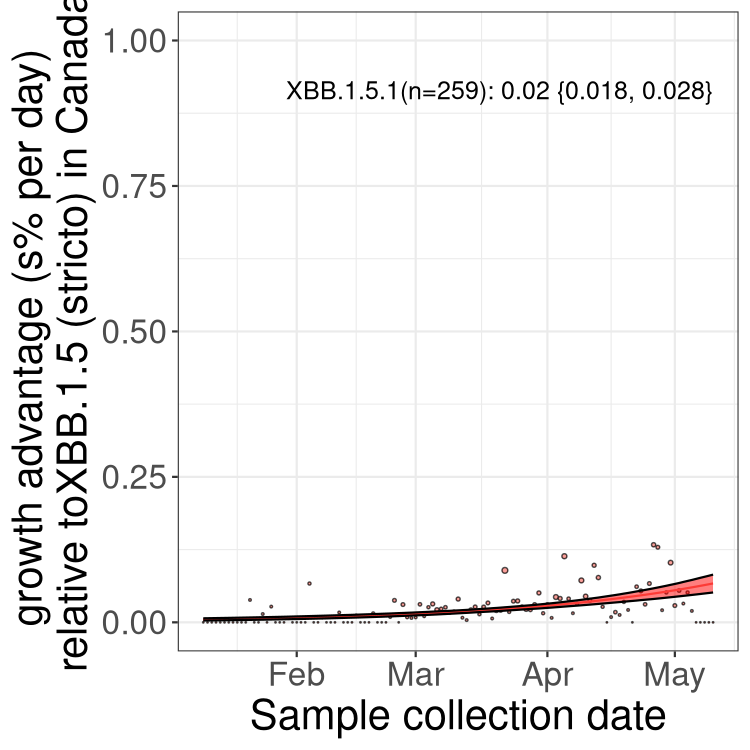 growth advantage (s% per day)
relative toXBB.1.5 (stricto) in Canada
1.00
0.75
0.50
0.25
0.00
XBB.1.5.1(n=259): 0.02 {0.018, 0.028}
Feb Mar Apr May
Sample collection date